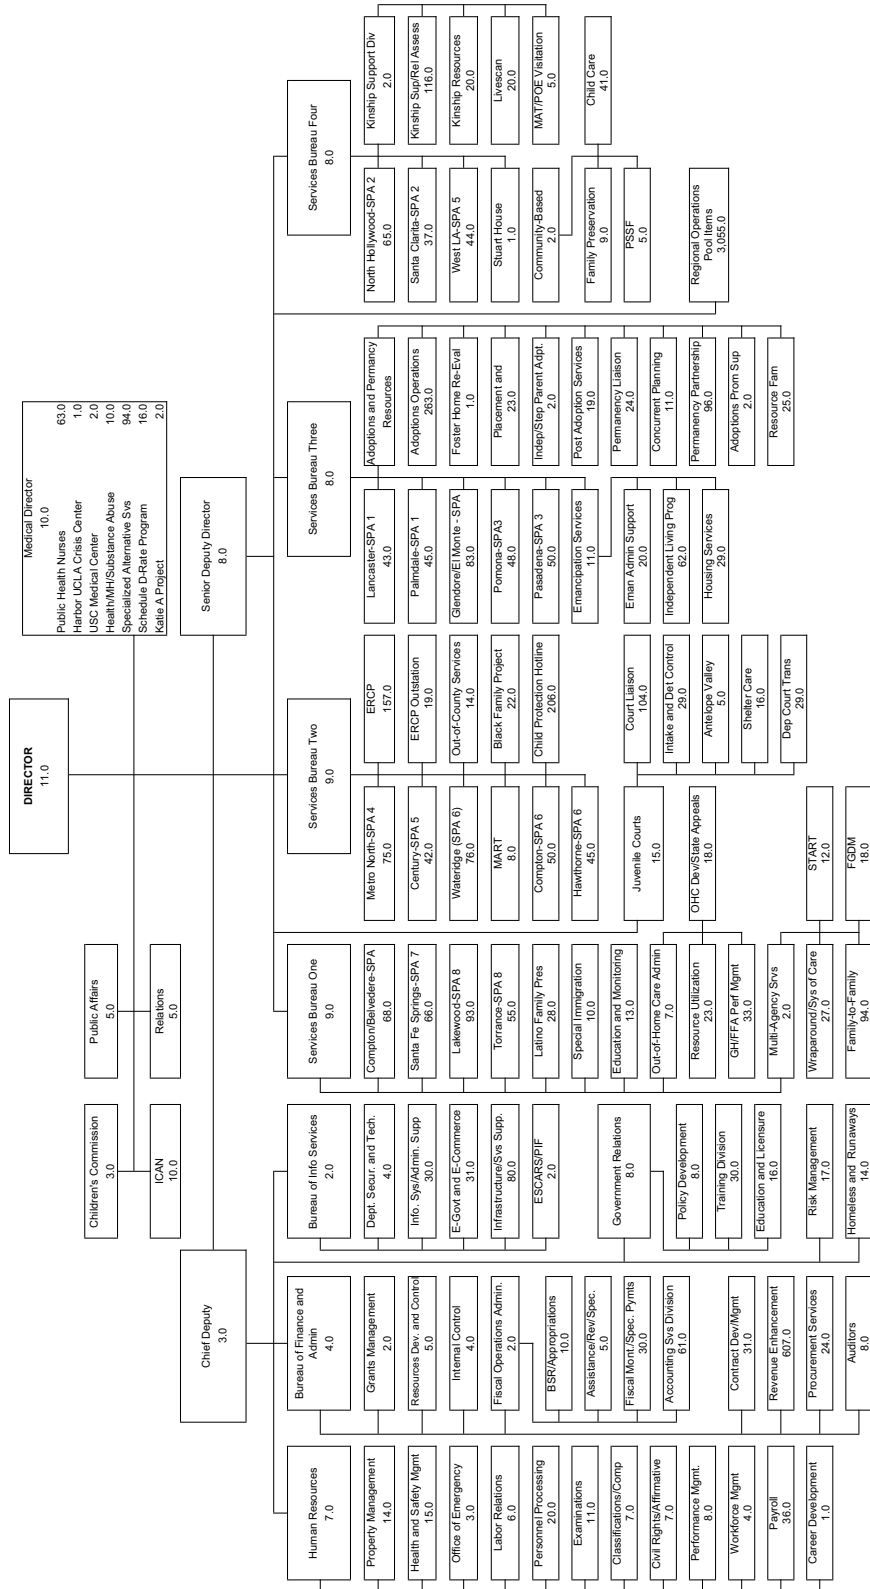 DIRECTOR
11.0
Medical Director
10.0
Public Health Nurses 63.0
Harbor UCLA Crisis Center 1.0
USC Medical Center 2.0
Health/MH/Substance Abuse 10.0
Specialized Alternative Svs 94.0
Schedule D-Rate Program 16.0
Katie A Project 2.0
Children's Commission
3.0
Public Affairs
5.0
ICAN
10.0
Relations
5.0
Chief Deputy
3.0
Senior Deputy Director
8.0
Human Resources
7.0
Property Management
14.0
Health and Safety Mgmt
15.0
Office of Emergency
3.0
Labor Relations
6.0
Personnel Processing
20.0
Examinations
11.0
Classifications/Comp
7.0
Civil Rights/Affirmative
7.0
Performance Mgmt.
8.0
Workforce Mgmt
4.0
Payroll
36.0
Career Development
1.0
Bureau of Finance and
Admin
4.0
Grants Management
2.0
Resources Dev. and Control
5.0
Internal Control
4.0
Fiscal Operations Admin.
2.0
BSR/Appropriations
10.0
Assistance/Rev/Spec.
5.0
Fiscal Mont./Spec. Pymts
30.0
Accounting Svs Division
61.0
Contract Dev/Mgmt
31.0
Revenue Enhancement
607.0
Procurement Services
24.0
Auditors
8.0
Bureau of Info Services
2.0
Dept. Secur. and Tech.
4.0
Info. Sys/Admin. Supp
30.0
E-Govt and E-Commerce
31.0
Infrastructure/Svs Supp.
80.0
ESCARS/PIF
2.0
Government Relations
8.0
Policy Development
8.0
Training Division
30.0
Education and Licensure
16.0
Risk Management
17.0
Homeless and Runaways
14.0
Services Bureau One
9.0
Compton/Belvedere-SPA
68.0
Santa Fe Springs-SPA 7
66.0
Lakewood-SPA 8
93.0
Torrance-SPA 8
55.0
Latino Family Pres
28.0
Special Immigration
10.0
Education and Monitoring
13.0
Out-of-Home Care Admin
7.0
OHC Dev/State Appeals
18.0
Resource Utilization
23.0
GH/FFA Perf Mgmt
33.0
Multi-Agency Srvs
2.0
Wraparound/Sys of Care
27.0
START
12.0
Family-to-Family
94.0
FGDM
18.0
Services Bureau Two
9.0
Metro North-SPA 4
75.0
ERCP
157.0
Century-SPA 5
42.0
ERCP Outstation
19.0
Wateridge (SPA 6)
76.0
Out-of-County Services
14.0
MART
8.0
Black Family Project
22.0
Compton-SPA 6
50.0
Child Protection Hotline
206.0
Hawthorne-SPA 6
45.0
Juvenile Courts
15.0
Court Liaison
104.0
Intake and Det Control
29.0
Antelope Valley
5.0
Shelter Care
16.0
Dep Court Trans
29.0
Services Bureau Three
8.0
Lancaster-SPA 1
43.0
Adoptions and Permancy
Resources
Palmdale-SPA 1
45.0
Adoptions Operations
263.0
Glendore/El Monte - SPA
83.0
Foster Home Re-Eval
1.0
Pomona-SPA3
48.0
Placement and
23.0
Pasadena-SPA 3
50.0
Indep/Step Parent Adpt.
2.0
Emancipation Services
11.0
Post Adoption Services
19.0
Eman Admin Support
20.0
Permanency Liaison
24.0
Independent Living Prog
62.0
Concurrent Planning
11.0
Housing Services
29.0
Permanency Partnership
96.0
Adoptions Prom Sup
2.0
Resource Fam
25.0
Services Bureau Four
8.0
North Hollywood-SPA 2
65.0
Kinship Support Div
2.0
Santa Clarita-SPA 2
37.0
Kinship Sup/Rel Assess
116.0
West LA-SPA 5
44.0
Kinship Resources
20.0
Stuart House
1.0
Livescan
20.0
Community-Based
2.0
MAT/POE Visitation
5.0
Family Preservation
9.0
Child Care
41.0
PSSF
5.0
Regional Operations
Pool Items
3,055.0